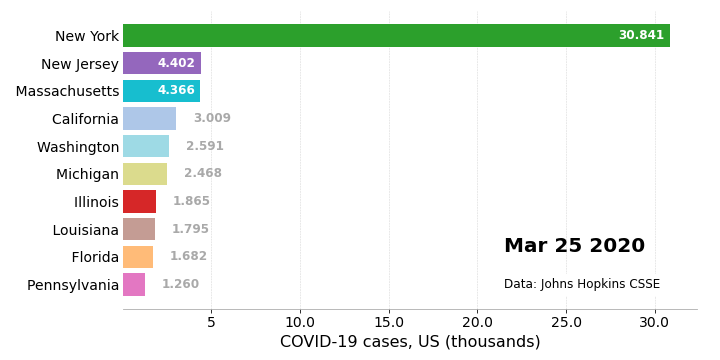 New York 30.841
New Jersey 4.402
Massachusetts 4.366
California 3.009
Washington 2.591
Michigan 2.468
Illinois 1.865
Louisiana 1.795
Florida 1.682
Pennsylvania 1.260
Mar 25 2020
Data: Johns Hopkins CSSE
5 10.0 15.0 20.0 25.0 30.0
COVID-19 cases, US (thousands)